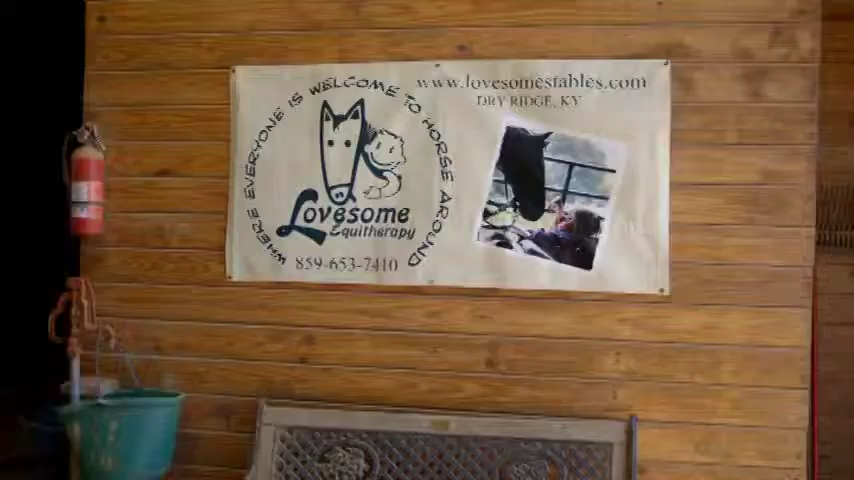 WHERE EVERYONE IS WELCOME TO HORSE AROUND
Lovesome
Equitherapy
859-653-7410
www.lovesomestables.com
DRY RIDGE, KY